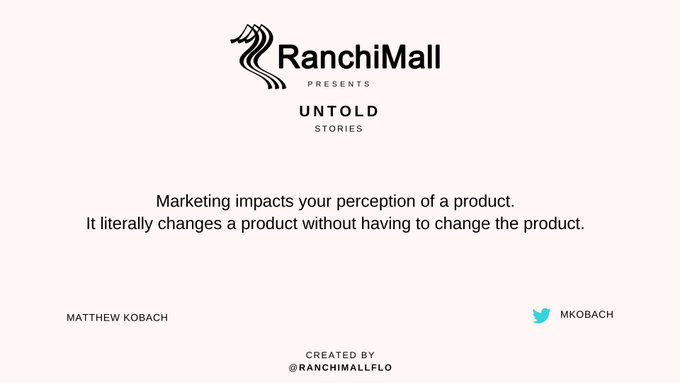 RanchiMall
PRESENTS
UNTOLD
STORIES
Marketing impacts your perception of a product.
It literally changes a product without having to change the product.
MATTHEW KOBACH
MKOBACH
CREATED BY
@RANCHIMALLFLO